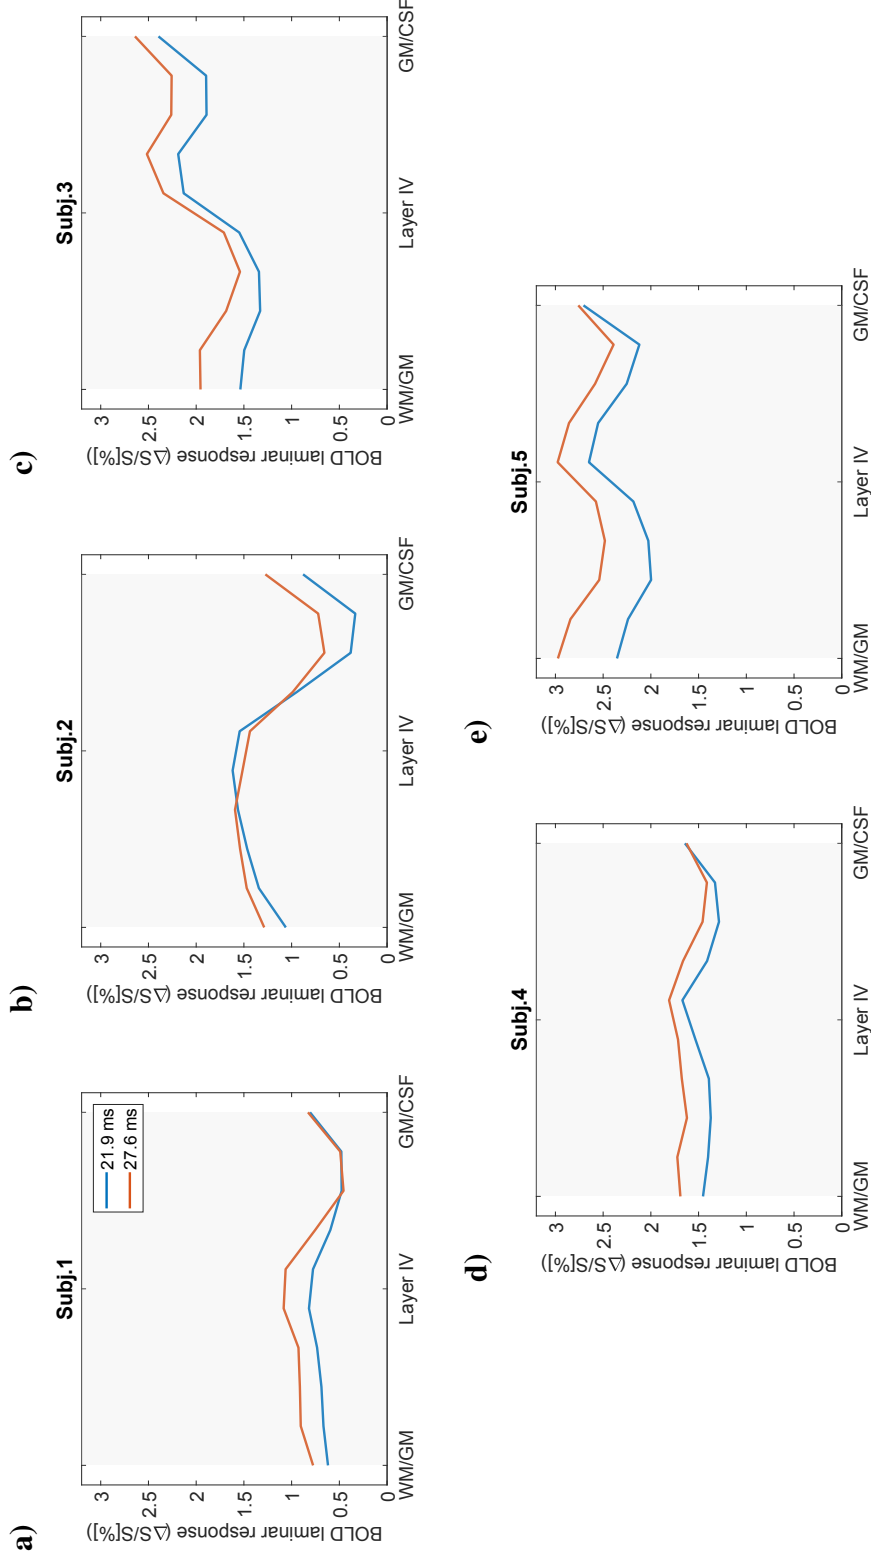 a)
Subj.1
21.9 ms
27.6 ms
BOLD laminar response (△S/S[%])
3
2.5
2
1.5
1
0.5
0
WM/GM
Layer IV
GM/CSF
b)
Subj.2
BOLD laminar response (△S/S[%])
3
2.5
2
1.5
1
0.5
0
WM/GM
Layer IV
GM/CSF
c)
Subj.3
BOLD laminar response (△S/S[%])
3
2.5
2
1.5
1
0.5
0
WM/GM
Layer IV
GM/CSF
d)
Subj.4
BOLD laminar response (△S/S[%])
3
2.5
2
1.5
1
0.5
0
WM/GM
Layer IV
GM/CSF
e)
Subj.5
BOLD laminar response (△S/S[%])
3
2.5
2
1.5
1
0.5
0
WM/GM
Layer IV
GM/CSF